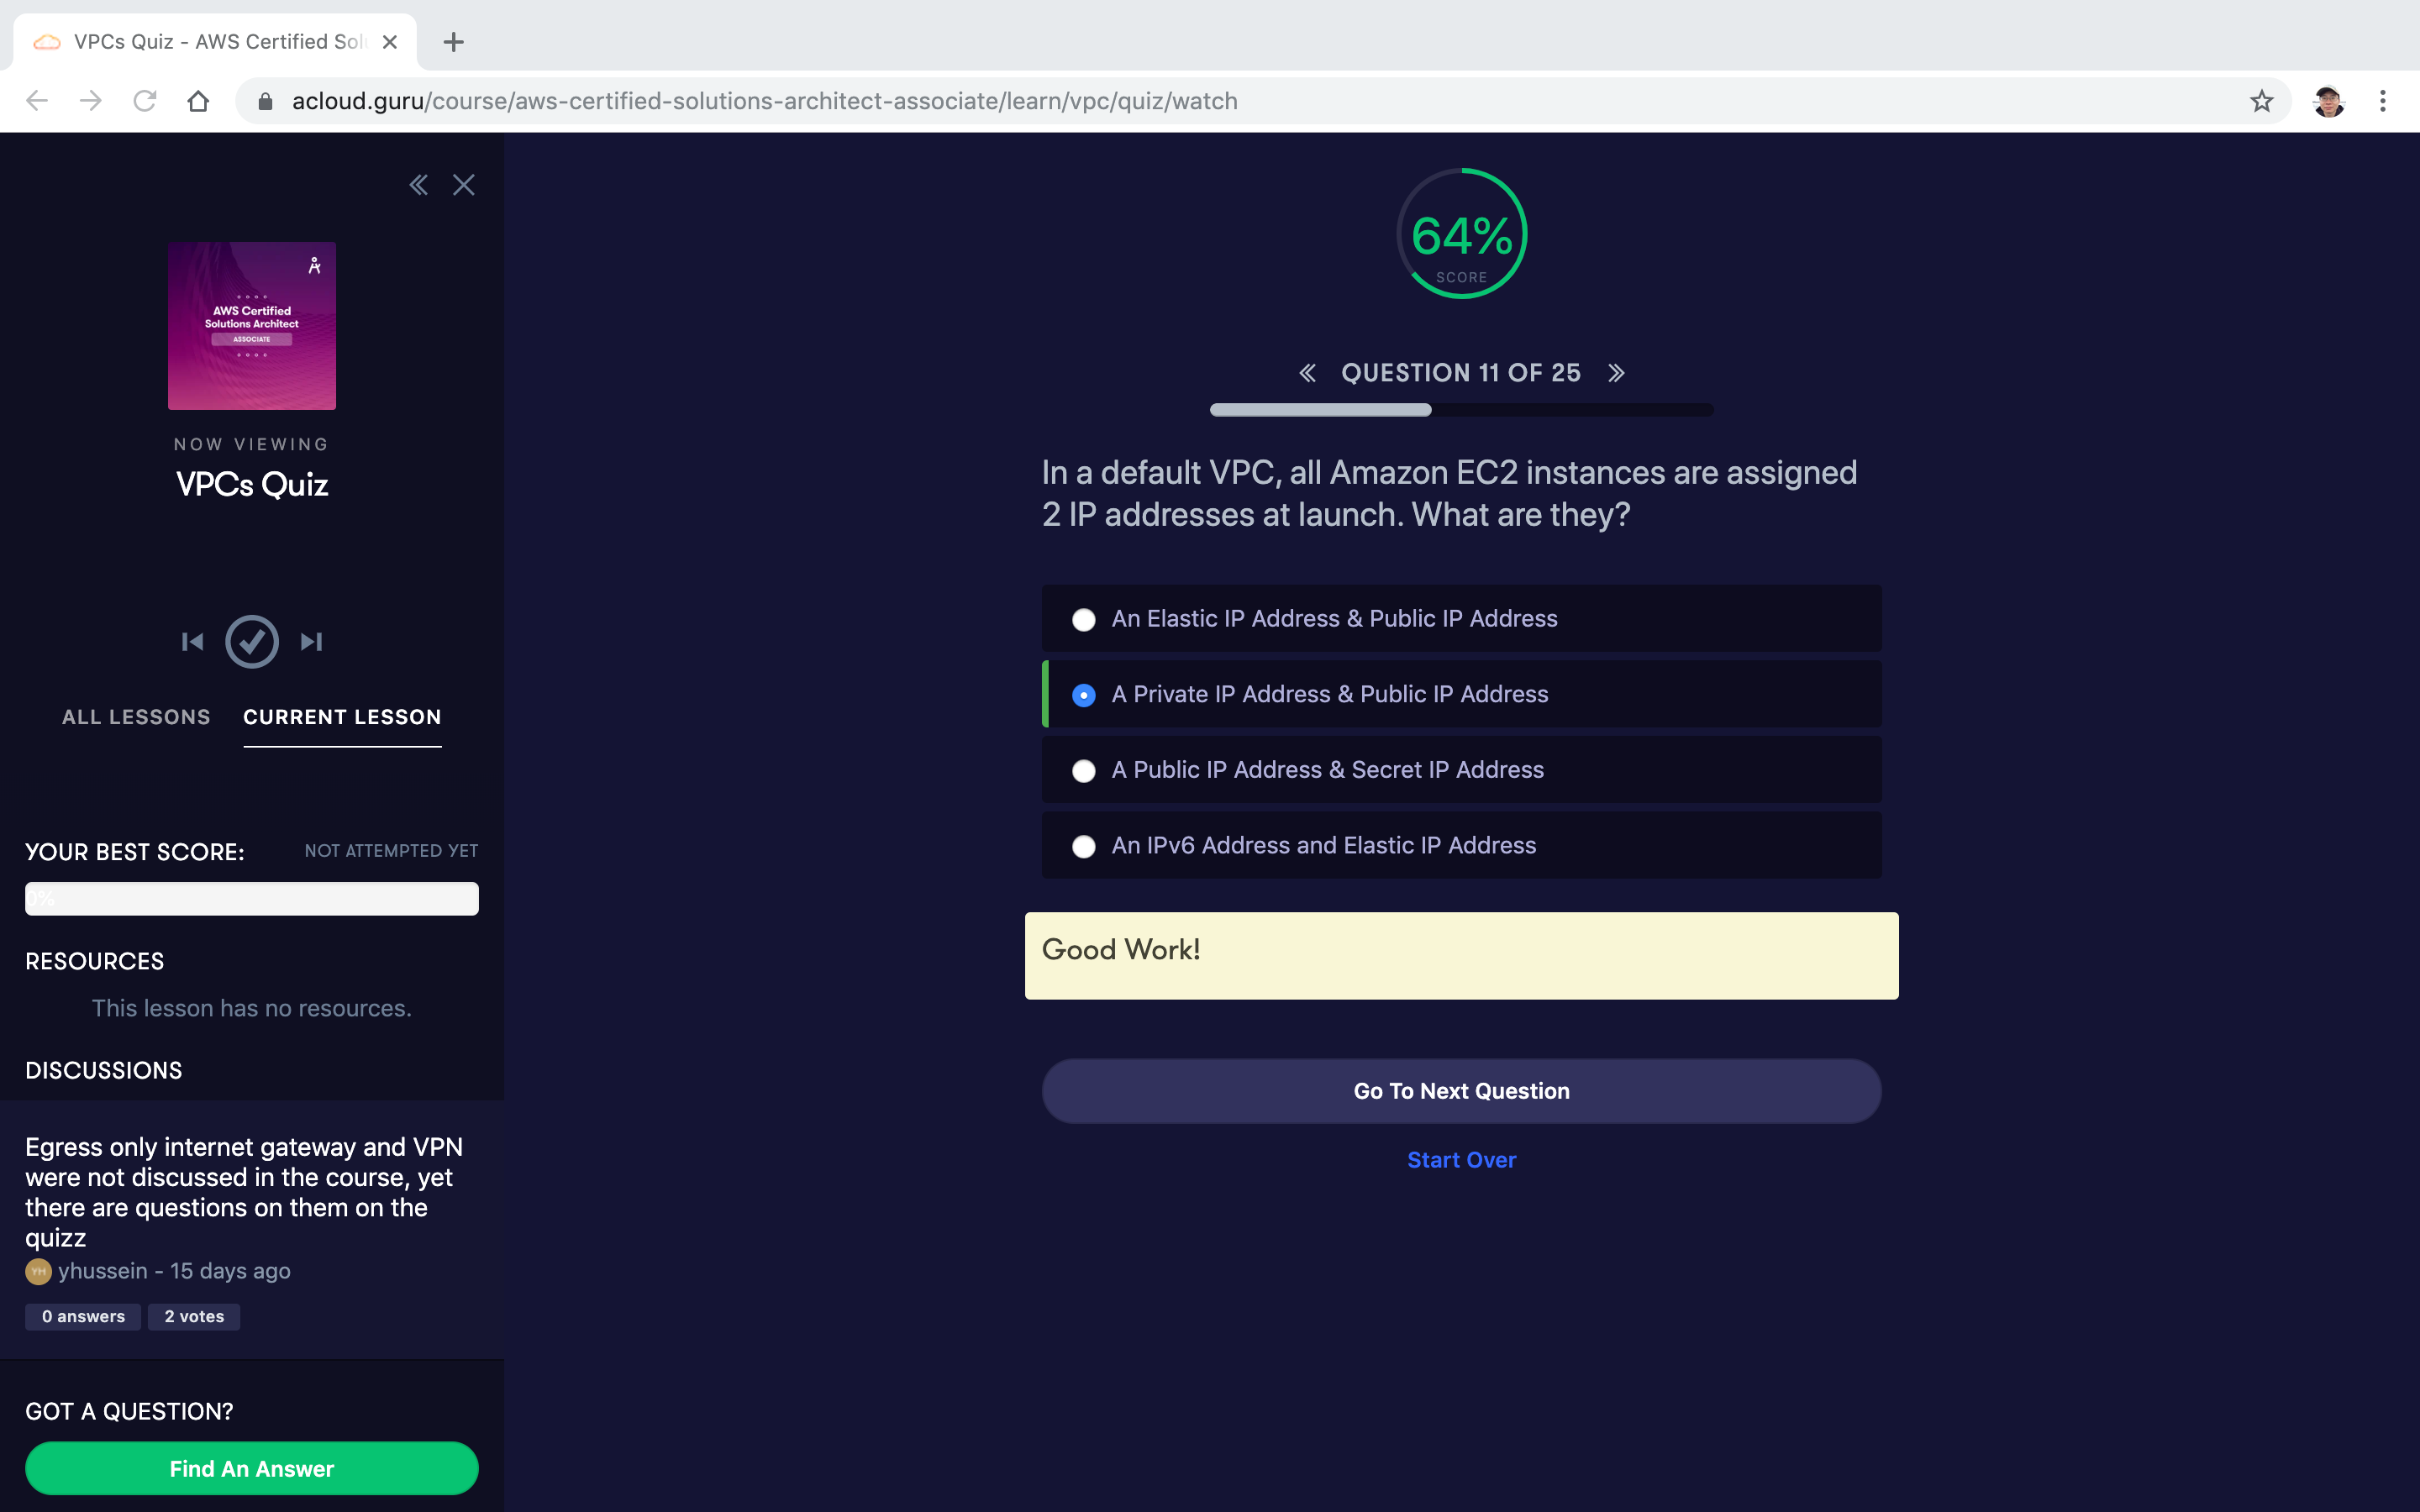 VPCs Quiz - AWS Certified Sol
acloud.guru/course/aws-certified-solutions-architect-associate/learn/vpc/quiz/watch
AWS Certified
Solutions Architect
ASSOCIATE
NOW VIEWING
VPCs Quiz
ALL LESSONS
CURRENT LESSON
YOUR BEST SCORE:
NOT ATTEMPTED YET
0%
RESOURCES
This lesson has no resources.
DISCUSSIONS
Egress only internet gateway and VPN
were not discussed in the course, yet
there are questions on them on the
quizz
YH
yhussein - 15 days ago
0 answers
2 votes
GOT A QUESTION?
Find An Answer
64%
SCORE
QUESTION 11 OF 25
In a default VPC, all Amazon EC2 instances are assigned
2 IP addresses at launch. What are they?
An Elastic IP Address & Public IP Address
A Private IP Address & Public IP Address
A Public IP Address & Secret IP Address
An IPv6 Address and Elastic IP Address
Good Work!
Go To Next Question
Start Over